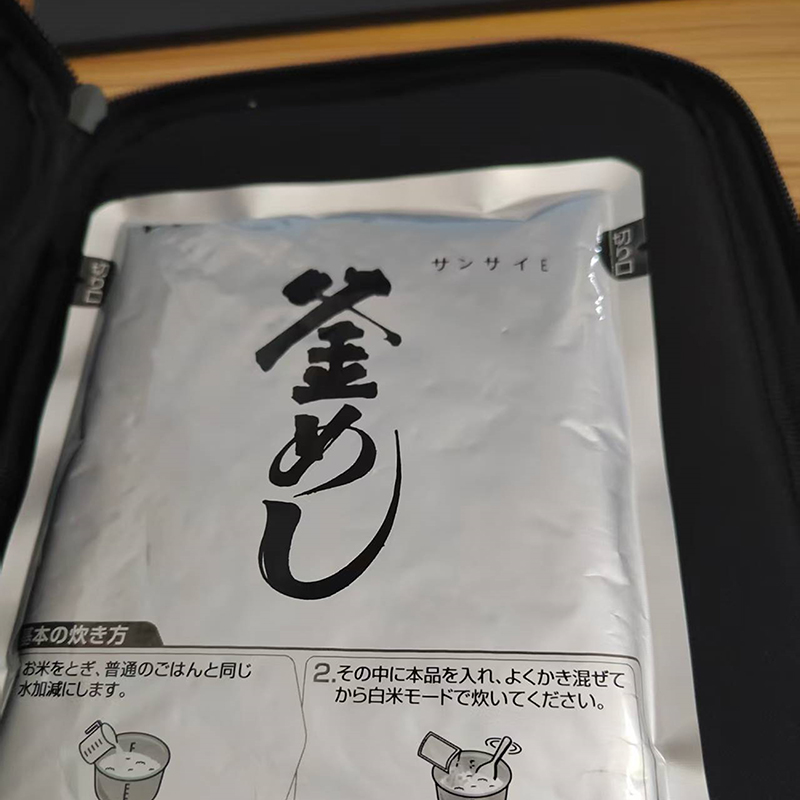 切り口
サンサイE
切り口
釜めし
基本の炊き方
お米をとぎ、普通のごはんと同じ
水加減にします。
2.その中に本品を入れ、よくかき混ぜて
から白米モードで炊いてください。
F
E